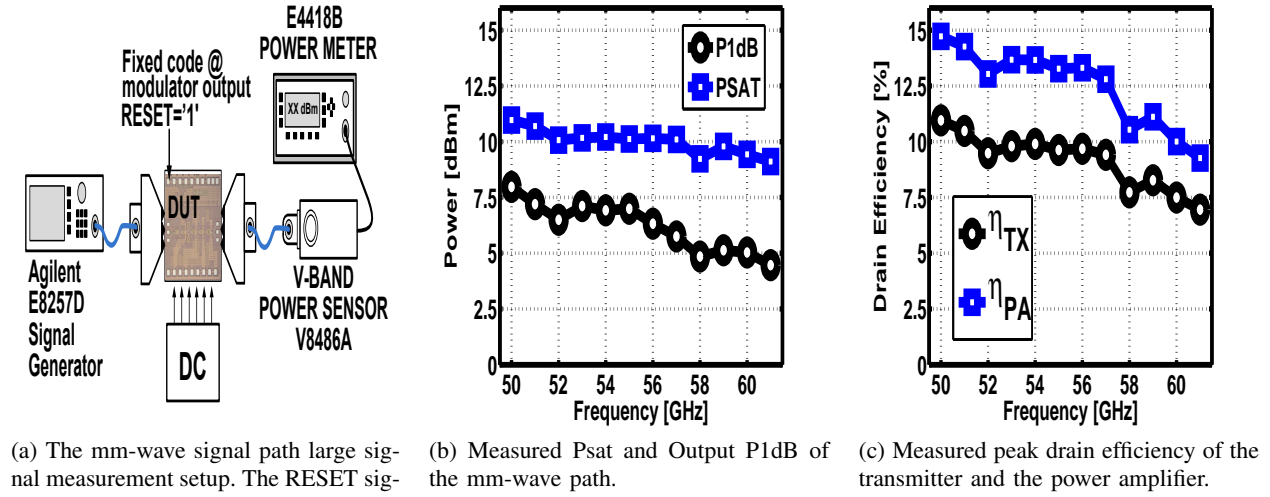 E4418B
POWER METER
Fixed code @
modulator output
RESET='1'
XX dBm
DUT
Agilent
E8257D
Signal
Generator
DC
V-BAND
POWER SENSOR
V8486A
Power [dBm]
15
12.5
10
7.5
5
2.5
0
50 52 54 56 58 60
Frequency [GHz]
P1dB
PSAT
Drain Efficiency [%]
15
12.5
10
7.5
5
2.5
0
50 52 54 56 58 60
Frequency [GHz]
ηTX
ηPA
(a) The mm-wave signal path large sig-
nal measurement setup. The RESET sig-
(b) Measured Psat and Output P1dB of
the mm-wave path.
(c) Measured peak drain efficiency of the
transmitter and the power amplifier.